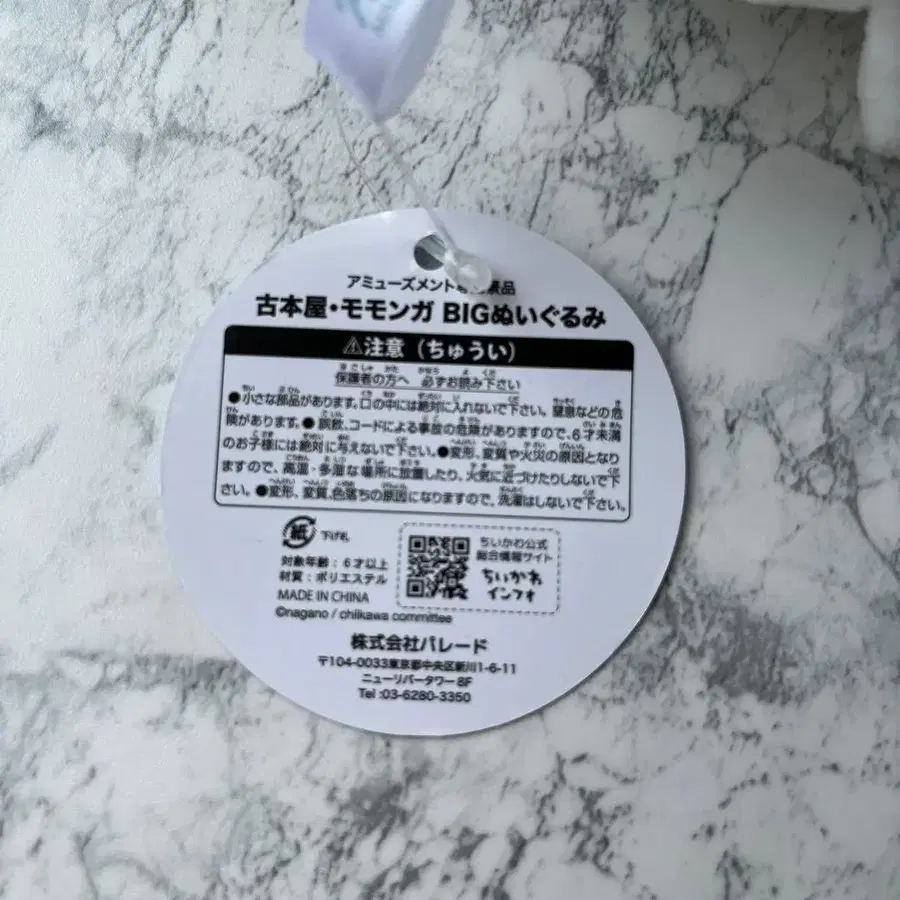 アミューズメント専用景品
古本屋・モモンガ BIGぬいぐるみ
⚠注意（ちゅうい）
保護者の方へ 必ずお読み下さい
●小さな部品があります。口の中には絶対に入れないで下さい。窒息などの危
険があります。●誤飲、コードによる事故の危険がありますので、6才未満
のお子様には絶対に与えないで下さい。●変形、変質や火災の原因となり
ますので、高温・多湿な場所に放置したり、火気に近づけたりしないで下
さい。●変形、変質、色落ちの原因になりますので、洗濯はしないで下さい。
紙 下げ札
対象年齢：6才以上
材質：ポリエステル
MADE IN CHINA
©nagano / chiikawa committee
ちいかわ公式
総合情報サイト
ちいかわ
インフォ
株式会社パレード
〒104-0033東京都中央区新川1-6-11
ニューリバータワー8F
Tel :03-6280-3350